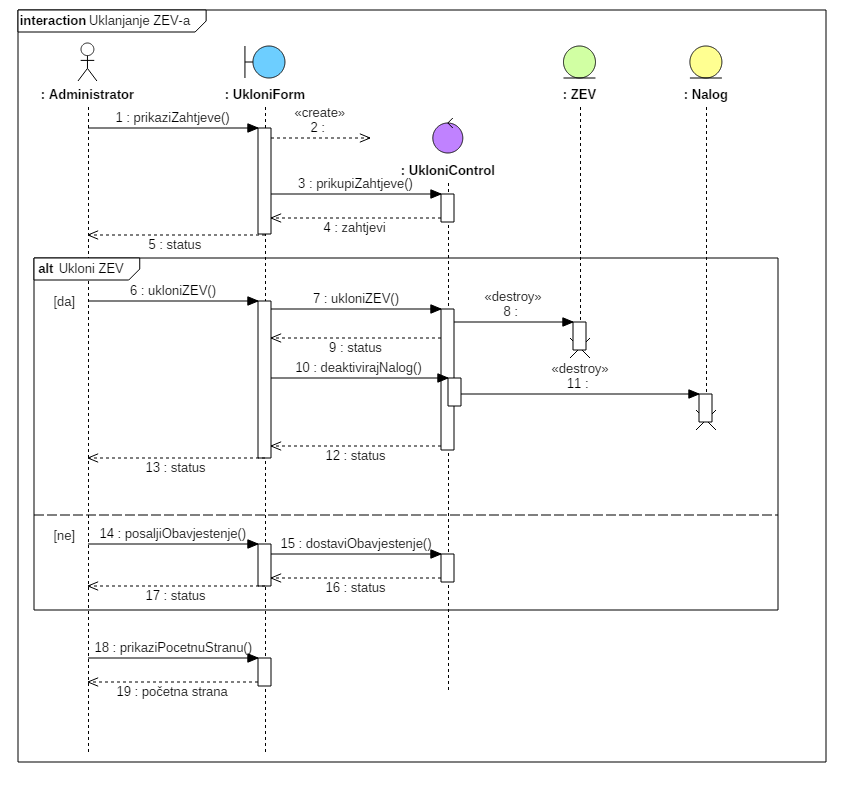 interaction Uklanjanje ZEV-a
: Administrator
: UkloniForm
: ZEV
: Nalog
«create»
1 : prikaziZahtjeve()
2 :
: UkloniControl
3 : prikupiZahtjeve()
4 : zahtjevi
5 : status
alt Ukloni ZEV
[da]
6 : ukloniZEV()
7 : ukloniZEV()
«destroy»
8 :
9 : status
10 : deaktivirajNalog()
«destroy»
11 :
12 : status
13 : status
[ne]
14 : posaljiObavjestenje()
15 : dostaviObavjestenje()
16 : status
17 : status
18 : prikaziPocetnuStranu()
19 : početna strana